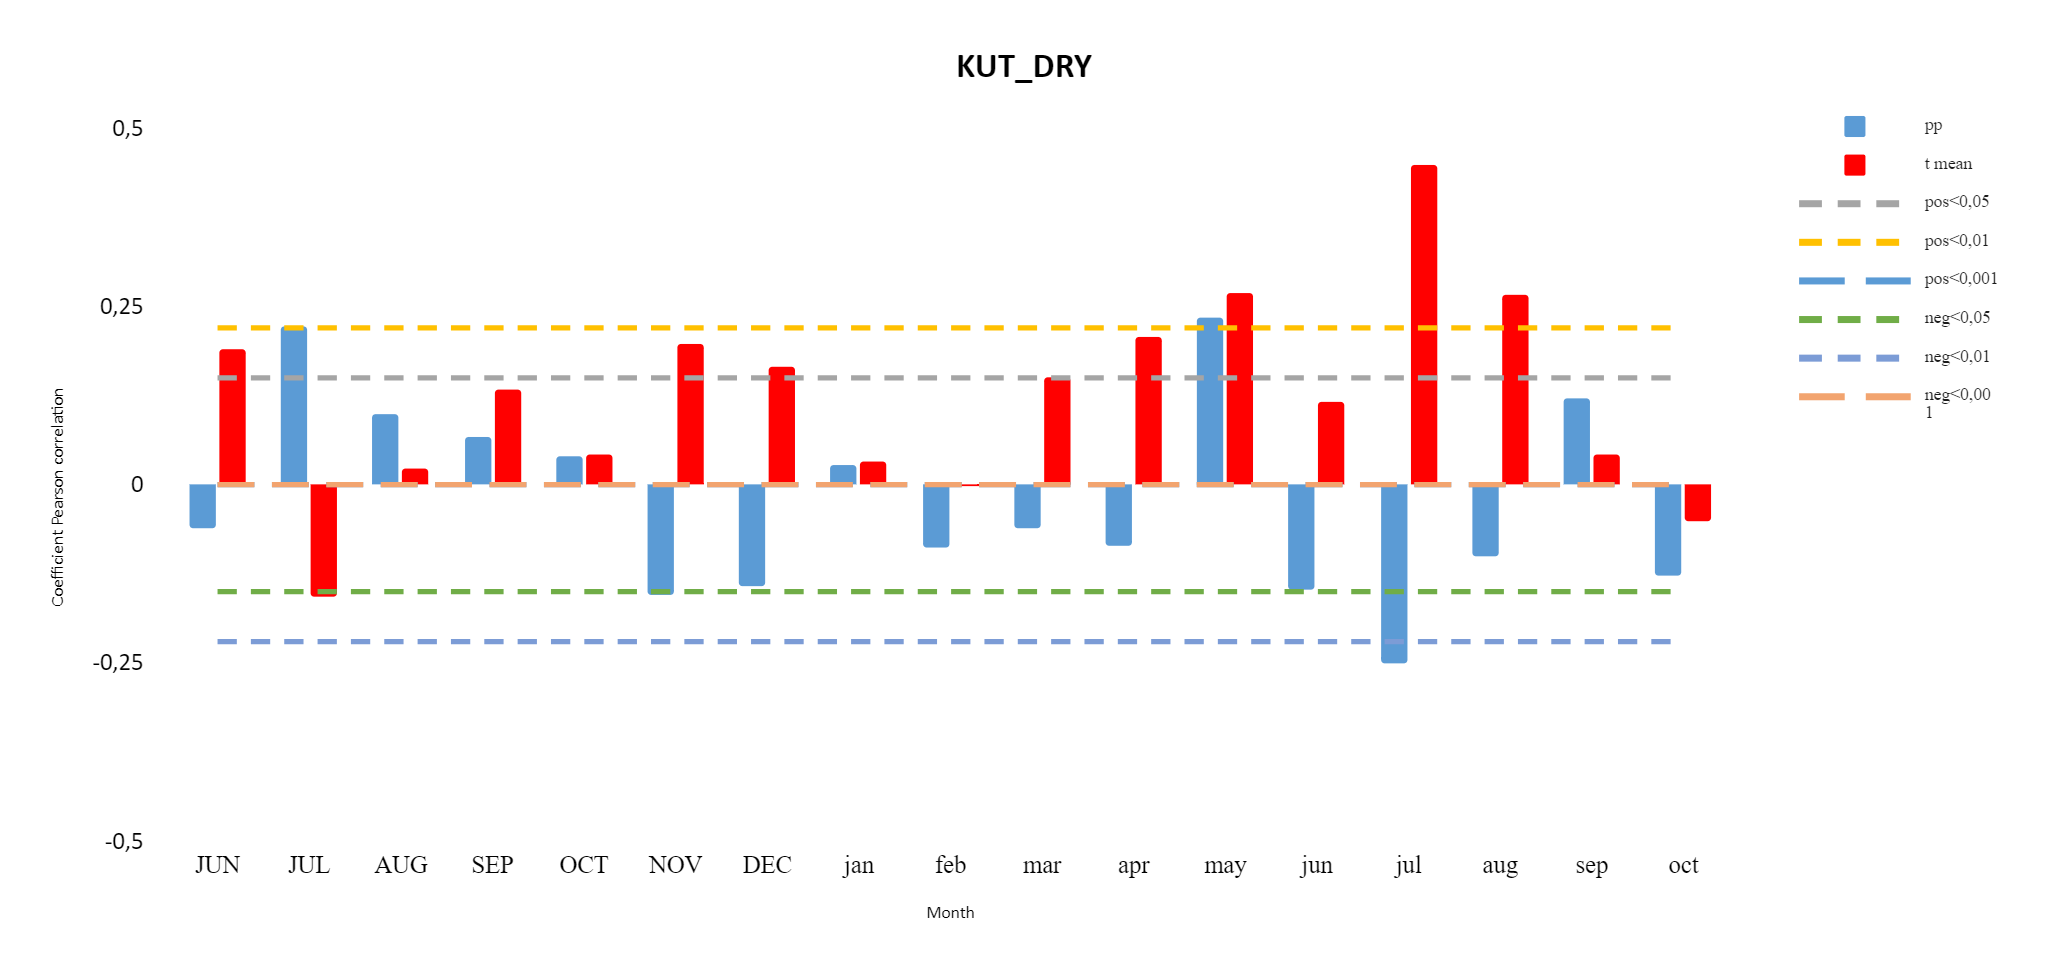 KUT_DRY
0,5
0,25
0
-0,25
-0,5
Coefficient Pearson correlation
JUN JUL AUG SEP OCT NOV DEC jan feb mar apr may jun jul aug sep oct
Month
pp
t mean
pos<0,05
pos<0,01
pos<0,001
neg<0,05
neg<0,01
neg<0,00
1